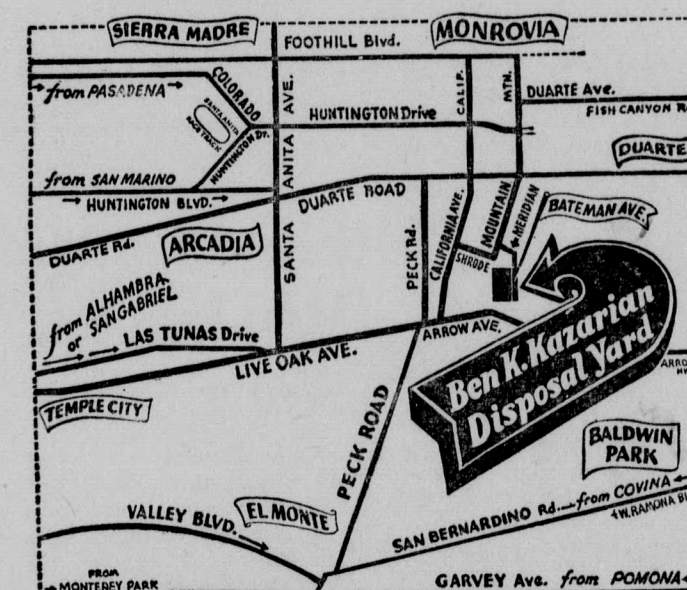 SIERRA MADRE
FOOTHILL Blvd.
MONROVIA
from PASADENA
COLORADO
SANTA ANITA
RACE TRACK
HUNTINGTON Dr.
SANTA ANITA AVE.
HUNTINGTON Drive
CALIF.
MTN.
DUARTE Ave.
FISH CANYON R
DUARTE
from SAN MARINO
HUNTINGTON BLVD.
DUARTE ROAD
DUARTE Rd.
ARCADIA
PECK Rd.
CALIFORNIA AVE.
MOUNTAIN
SHRODE
MERIDIAN
BATEMAN AVE.
from ALHAMBRA
or SAN GABRIEL
LAS TUNAS Drive
LIVE OAK AVE.
ARROW AVE.
Ben K. Kazarian
Disposal Yard
ARRO
TEMPLE CITY
PECK ROAD
BALDWIN
PARK
VALLEY BLVD.
EL MONTE
SAN BERNARDINO Rd.
from COVINA
W. RAMONA B
FROM
MONTEREY PARK
GARVEY Ave. from POMONA